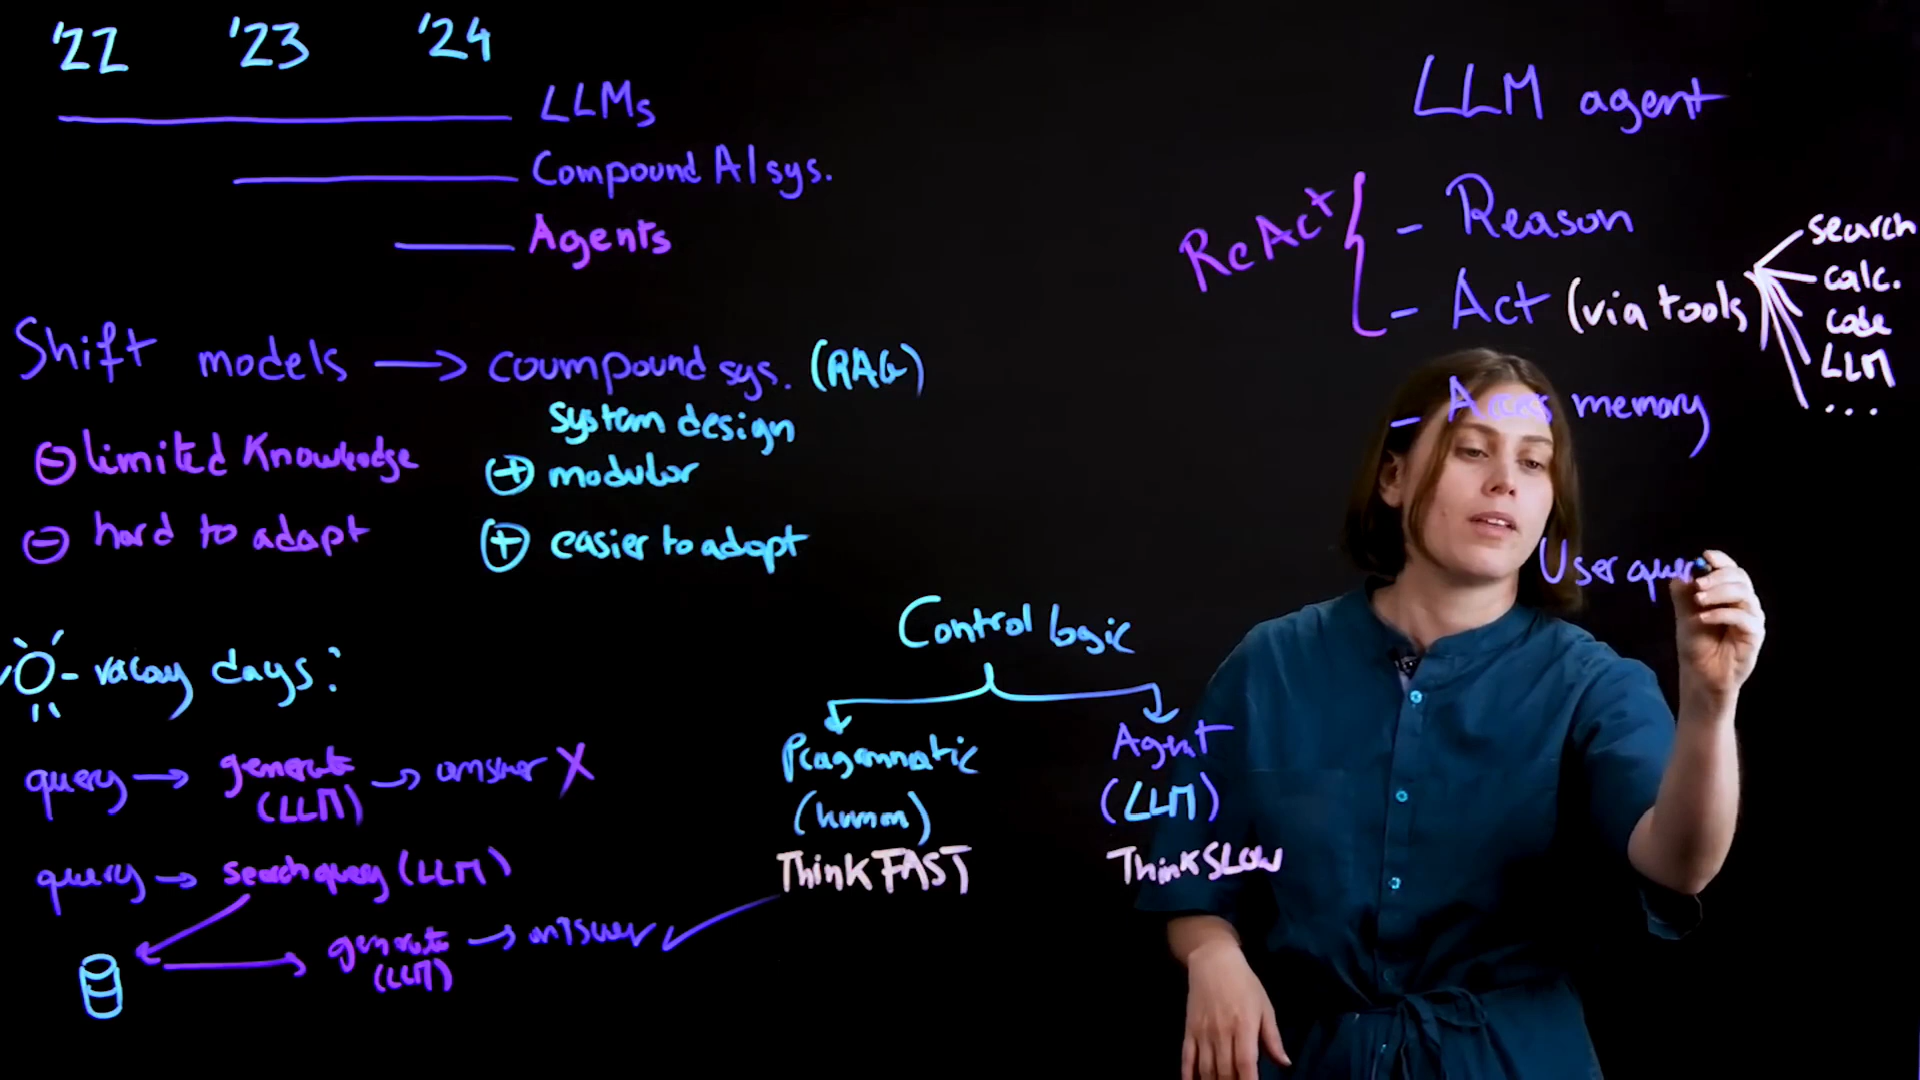 '22 '23 '24
LLMs
Compound AI sys.
Agents
Shift models → coumpound sys. (RAG)
system design
⊖ limited knowledge
⊕ modular
⊖ hard to adapt
⊕ easier to adapt
- vacay days:
query → generate → answer X
(LLM)
query → search query (LLM)
generate → answer ✓
(LLM)
Control logic
(human)
Think FAST
Agent
(LLM)
Think SLOW
LLM agent
ReAct
- Reason
- Act (via tools)
search
calc.
code
LLM
...
- Access memory
User query